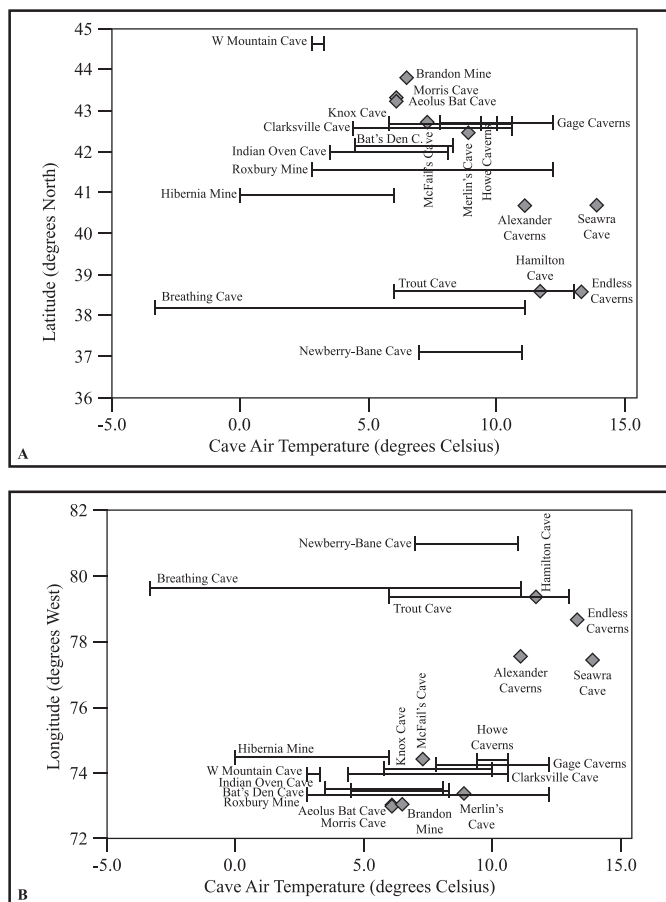 45
44
43
42
41
40
39
38
37
36
Latitude (degrees North)
W Mountain Cave
Brandon Mine
Morris Cave
Aeolus Bat Cave
Knox Cave
Gage Caverns
Clarksville Cave
Bat's Den C.
Indian Oven Cave
McFail's Cave
Merlin's Cave
Howe Caverns
Roxbury Mine
Hibernia Mine
Alexander
Caverns
Seawra
Cave
Hamilton
Cave
Trout Cave
Endless
Caverns
Breathing Cave
Newberry-Bane Cave
-5.0 0.0 5.0 10.0 15.0
Cave Air Temperature (degrees Celsius)
A
82
80
78
76
74
72
Longitude (degrees West)
Newberry-Bane Cave
Hamilton Cave
Breathing Cave
Trout Cave
Endless
Caverns
Alexander
Caverns
Seawra
Cave
Knox Cave
McFail's Cave
Howe
Caverns
Hibernia Mine
Gage Caverns
W Mountain Cave
Clarksville Cave
Indian Oven Cave
Bat's Den Cave
Roxbury Mine
Aeolus Bat Cave
Morris Cave
Brandon
Mine
Merlin's
Cave
-5.0 0.0 5.0 10.0 15.0
Cave Air Temperature (degrees Celsius)
B